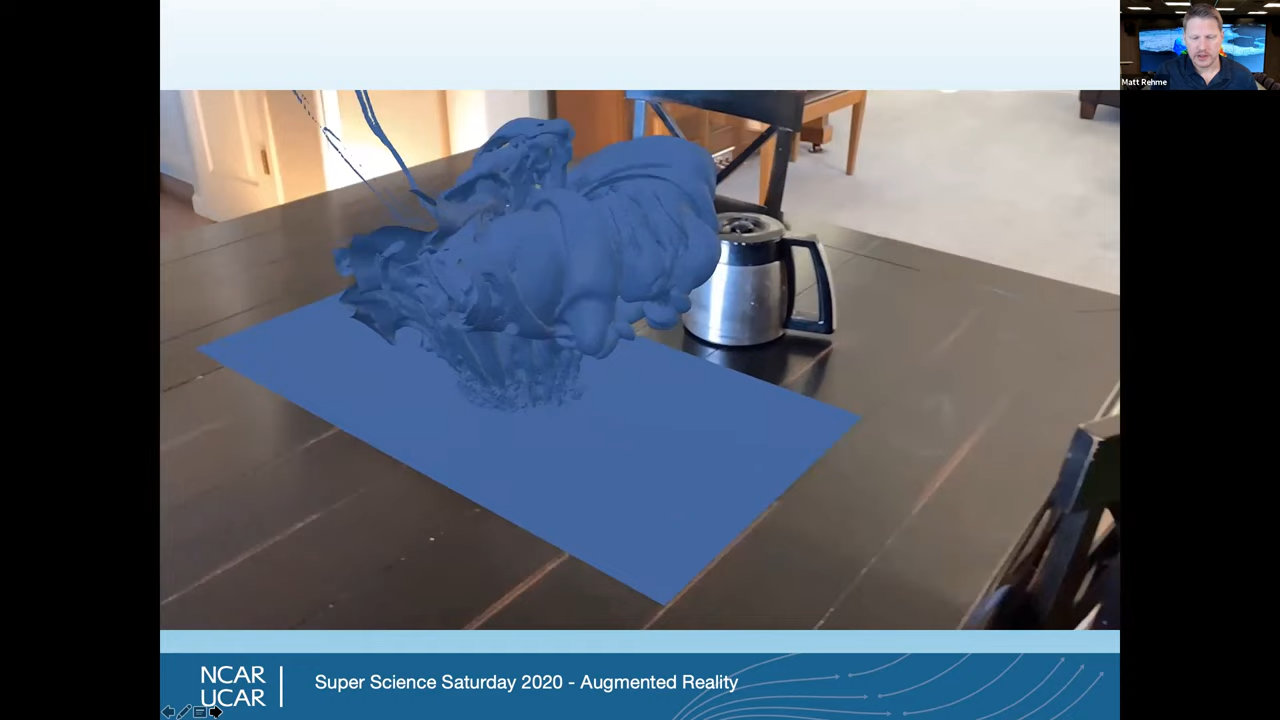 Matt Rehme
NCAR
UCAR
Super Science Saturday 2020 - Augmented Reality